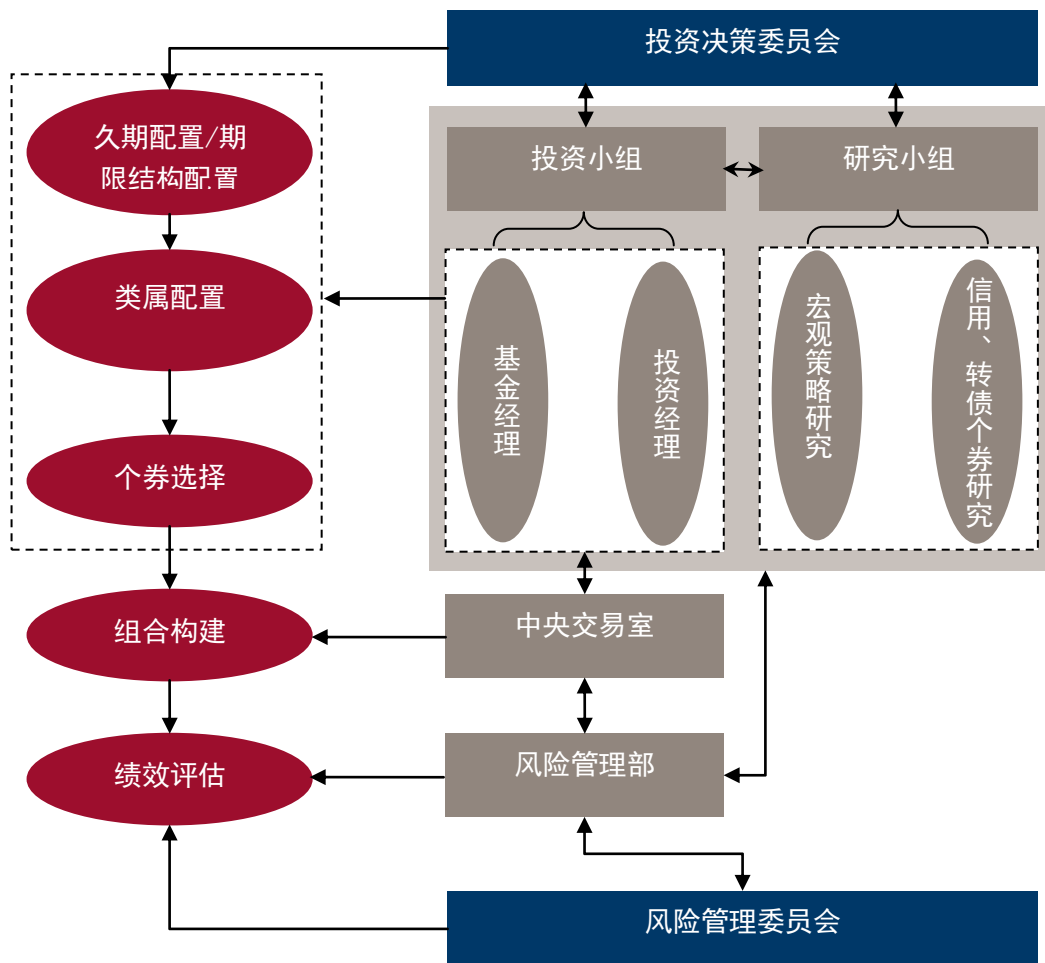 投资决策委员会
久期配置/期
限结构配置
投资小组
研究小组
类属配置
基金经理
投资经理
宏观策略研究
信用、转债个券研究
个券选择
组合构建
中央交易室
绩效评估
风险管理部
风险管理委员会